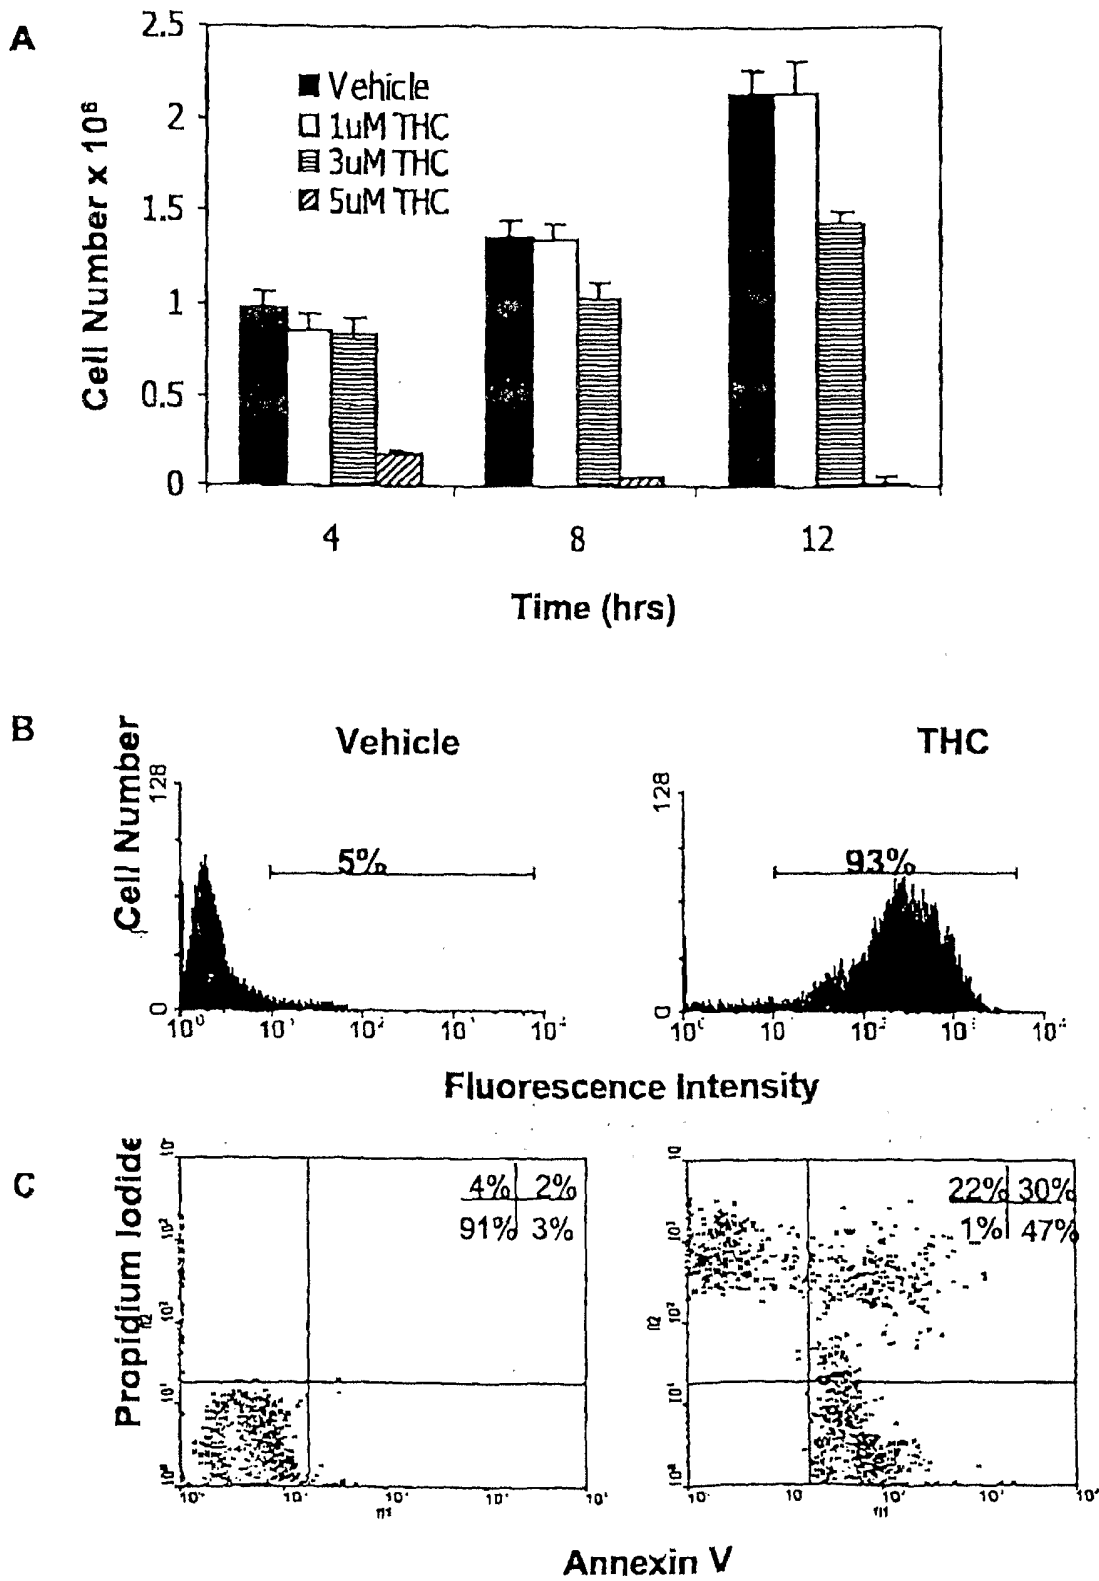 A
2.5
2
1.5
1
0.5
0
Cell Number x 10⁶
Vehicle
1uM THC
3uM THC
5uM THC
4 8 12
Time (hrs)
B
Vehicle THC
Cell Number
128
0
5%
10⁰ 10¹ 10²
128
0
93%
10² 10³
Fluorescence Intensity
C
Propidium Iodide
4% 2%
91% 3%
22% 30%
1% 47%
Annexin V